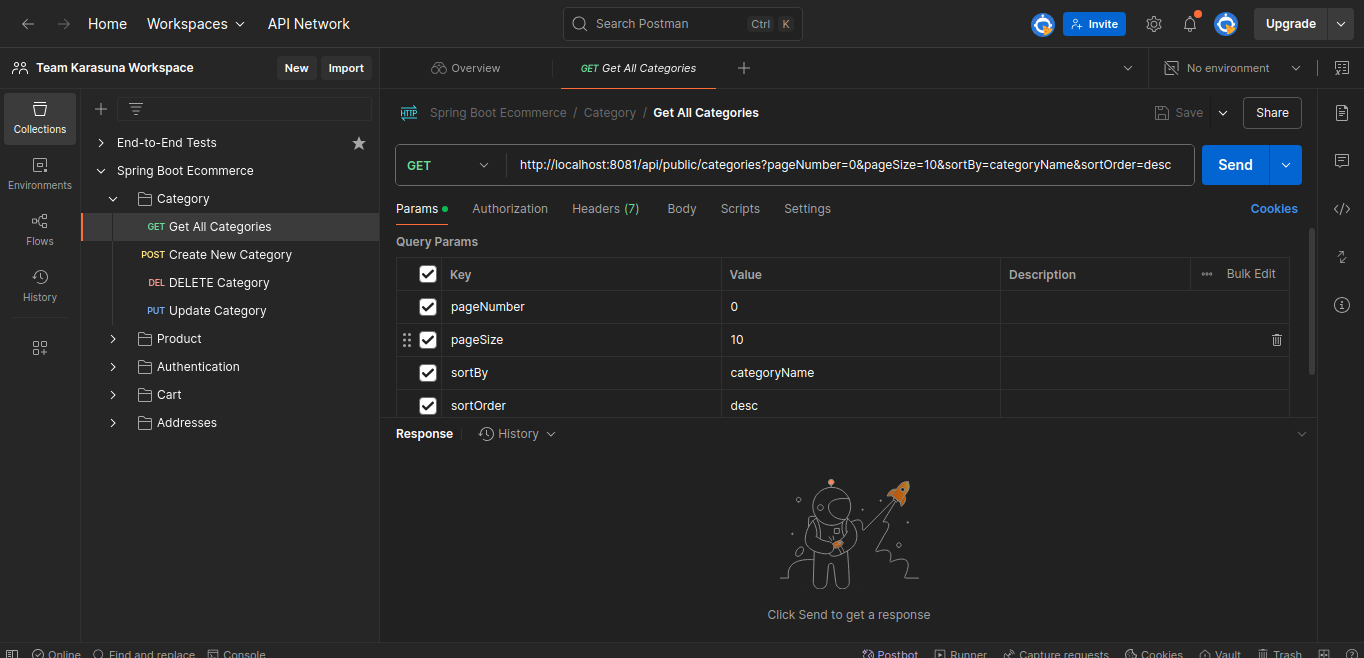 Home Workspaces API Network Search Postman Ctrl K Invite Upgrade
Team Karasuna Workspace New Import Overview GET Get All Categories No environment
Collections
Environments
Flows
History
End-to-End Tests
Spring Boot Ecommerce
Category
GET Get All Categories
POST Create New Category
DEL DELETE Category
PUT Update Category
Product
Authentication
Cart
Addresses
HTTP Spring Boot Ecommerce / Category / Get All Categories Save Share
GET http://localhost:8081/api/public/categories?pageNumber=0&pageSize=10&sortBy=categoryName&sortOrder=desc Send
Params Authorization Headers (7) Body Scripts Settings Cookies
Query Params
Key Value Description Bulk Edit
pageNumber 0
pageSize 10
sortBy categoryName
sortOrder desc
Response History
Click Send to get a response
Online Find and replace Console Postbot Runner Capture requests Cookies Vault Trash